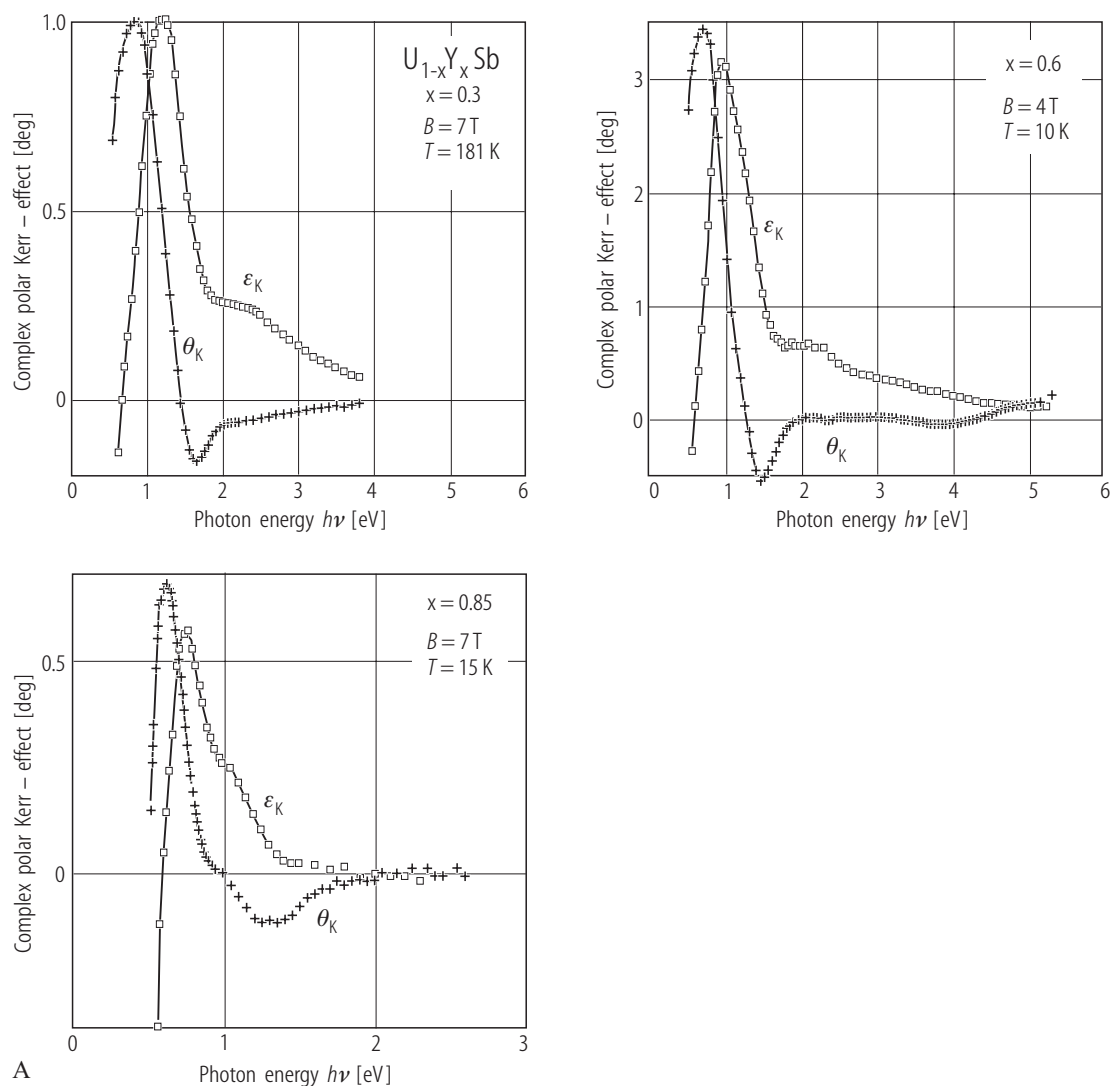 1.0
0.5
0
Complex polar Kerr – effect [deg]
U1-xYxSb
x = 0.3
B = 7 T
T = 181 K
εK
θK
0 1 2 3 4 5 6
Photon energy hν [eV]
3
2
1
0
Complex polar Kerr – effect [deg]
x = 0.6
B = 4 T
T = 10 K
εK
θK
0 1 2 3 4 5 6
Photon energy hν [eV]
0.5
0
Complex polar Kerr – effect [deg]
x = 0.85
B = 7 T
T = 15 K
εK
θK
0 1 2 3
Photon energy hν [eV]
A